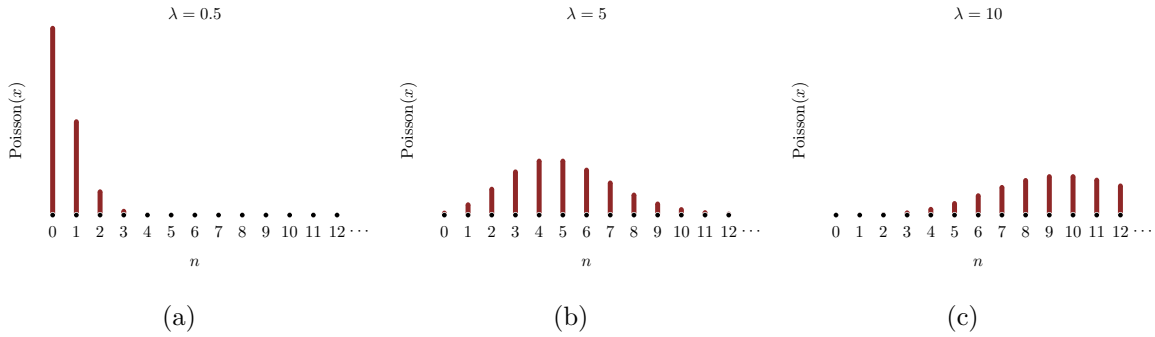 λ = 0.5
Poisson(x)
0 1 2 3 4 5 6 7 8 9 10 11 12 ···
n
(a)
λ = 5
Poisson(x)
0 1 2 3 4 5 6 7 8 9 10 11 12 ···
n
(b)
λ = 10
Poisson(x)
0 1 2 3 4 5 6 7 8 9 10 11 12 ···
n
(c)